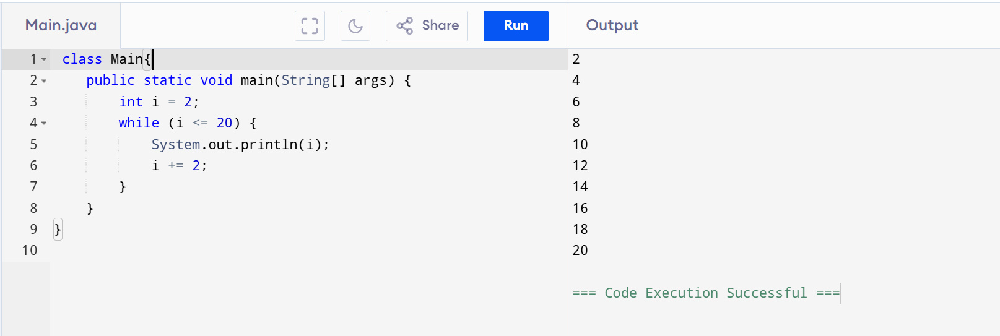 Main.java Share Run Output
1 class Main{
2 public static void main(String[] args) {
3 int i = 2;
4 while (i <= 20) {
5 System.out.println(i);
6 i += 2;
7 }
8 }
9 }
10
2
4
6
8
10
12
14
16
18
20
=== Code Execution Successful ===